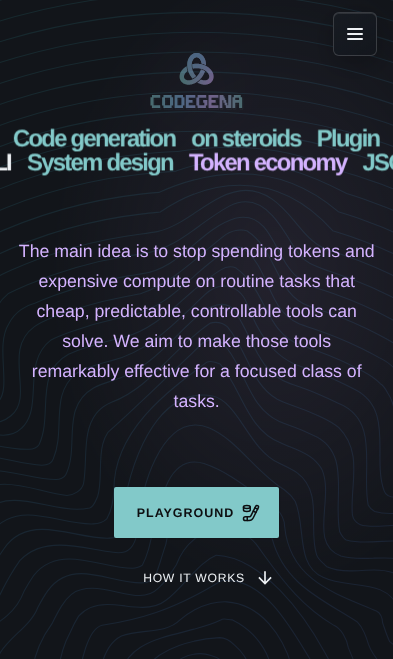 CODEGENA
Code generation on steroids Plugin
System design Token economy
The main idea is to stop spending tokens and
expensive compute on routine tasks that
cheap, predictable, controllable tools can
solve. We aim to make those tools
remarkably effective for a focused class of
tasks.
PLAYGROUND
HOW IT WORKS